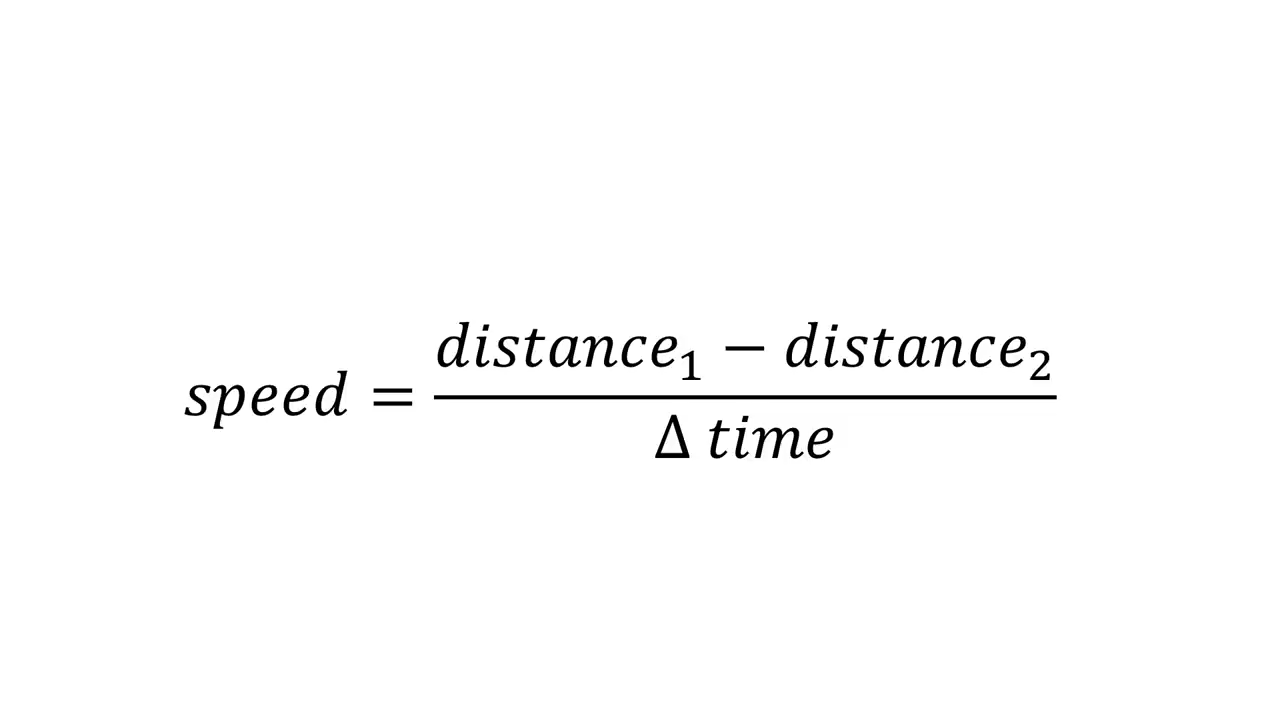 speed = distance₁ − distance₂
Δ time